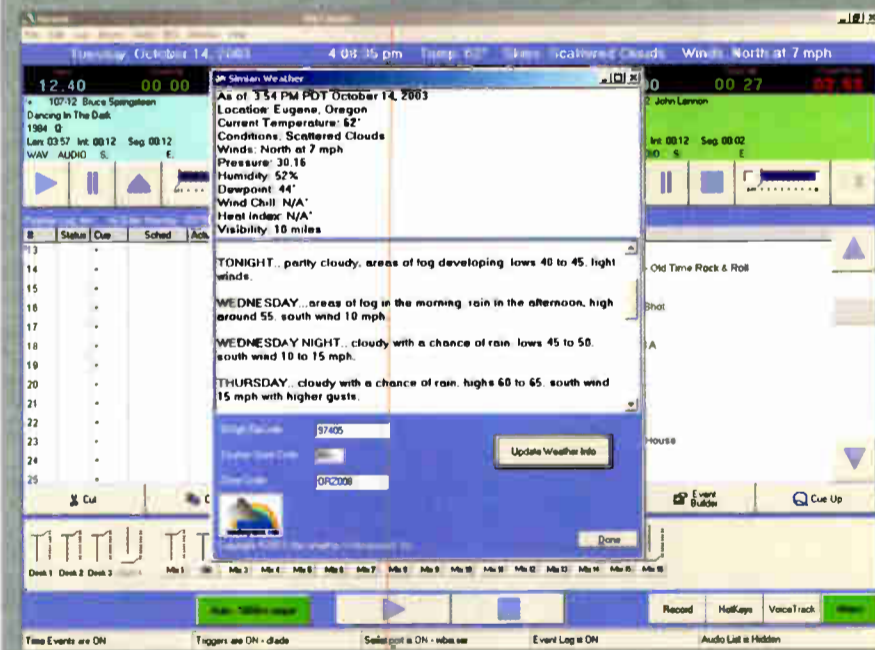 October 14, 2003 4:08:35 pm Temp: 62° Skies: Scattered Clouds Winds: North at 7 mph
12.40 00 00
00 27
107-12 Bruce Springsteen
Dancing In The Dark
1984 Q:
Len: 03:57 Int: 00:12 Seg: 00:12
WAV AUDIO S: E:
John Lennon
Int: 00:12 Seg: 00:02
S E
Simian Weather
As of: 3:54 PM PDT October 14, 2003
Location: Eugene, Oregon
Current Temperature: 62°
Conditions: Scattered Clouds
Winds: North at 7 mph
Pressure: 30.16
Humidity: 52%
Dewpoint: 44°
Wind Chill: N/A°
Heat Index: N/A°
Visibility: 10 miles
TONIGHT... partly cloudy. areas of fog developing. lows 40 to 45. light
winds.
WEDNESDAY...areas of fog in the morning. rain in the afternoon, high
around 55. south wind 10 mph.
WEDNESDAY NIGHT... cloudy with a chance of rain. lows 45 to 50.
south wind 10 to 15 mph.
THURSDAY... cloudy with a chance of rain. highs 60 to 65. south wind
15 mph with higher gusts.
97405
ORZ008
Update Weather Info
Done
# Status Cue Sched
13
14
15
16
17
18
19
20
21
22
23
24
25
Old Time Rock & Roll
Shot
House
Cut
Event Builder
Cue Up
Desk 1 Desk 2 Desk 3
Mix 1 Mix 3 Mix 4 Mix 5 Mix 6 Mix 7 Mix 8 Mix 9 Mix 10 Mix 11 Mix 12 Mix 13 Mix 14 Mix 15 Mix 16
Record HotKeys VoiceTrack
Time Events are ON
Triggers are ON - dlade
Serial port is ON
Event Log is ON
Audio List is Hidden